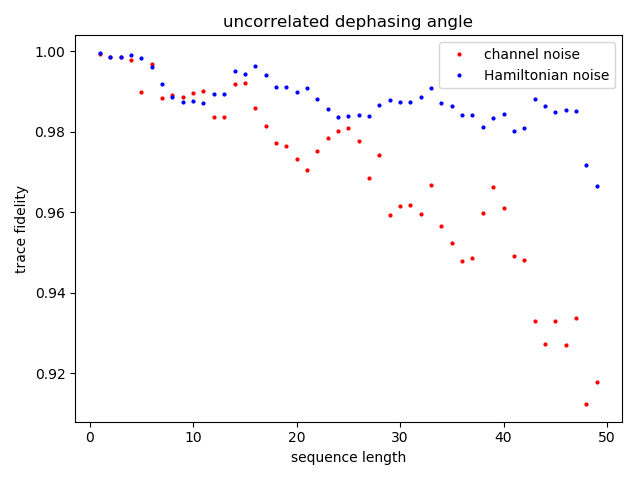 uncorrelated dephasing angle
channel noise
Hamiltonian noise
trace fidelity
1.00
0.98
0.96
0.94
0.92
0 10 20 30 40 50
sequence length